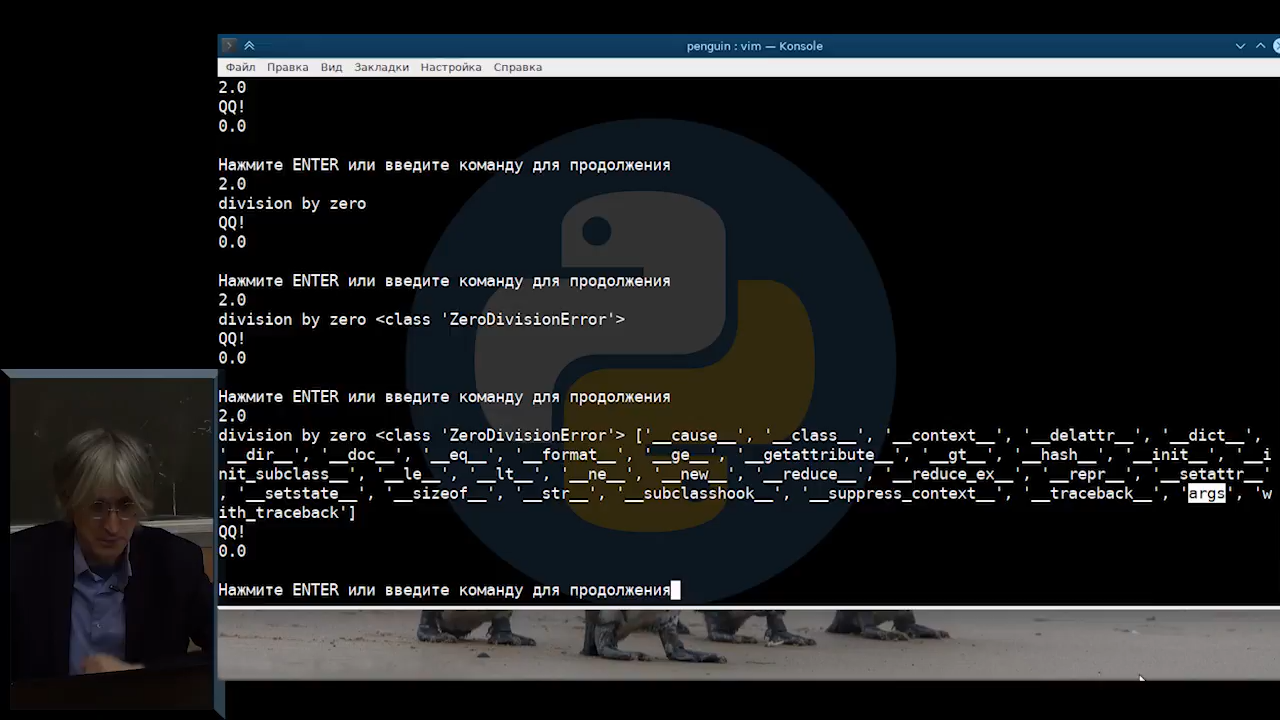 penguin : vim — Konsole
Файл Правка Вид Закладки Настройка Справка
2.0
QQ!
0.0
Нажмите ENTER или введите команду для продолжения
2.0
division by zero
QQ!
0.0
Нажмите ENTER или введите команду для продолжения
2.0
division by zero <class 'ZeroDivisionError'>
QQ!
0.0
Нажмите ENTER или введите команду для продолжения
2.0
division by zero <class 'ZeroDivisionError'> ['__cause__', '__class__', '__context__', '__delattr__', '__dict__',
'__dir__', '__doc__', '__eq__', '__format__', '__ge__', '__getattribute__', '__gt__', '__hash__', '__init__', '__i
nit_subclass__', '__le__', '__lt__', '__ne__', '__new__', '__reduce__', '__reduce_ex__', '__repr__', '__setattr__'
, '__setstate__', '__sizeof__', '__str__', '__subclasshook__', '__suppress_context__', '__traceback__', 'args', 'w
ith_traceback']
QQ!
0.0
Нажмите ENTER или введите команду для продолжения